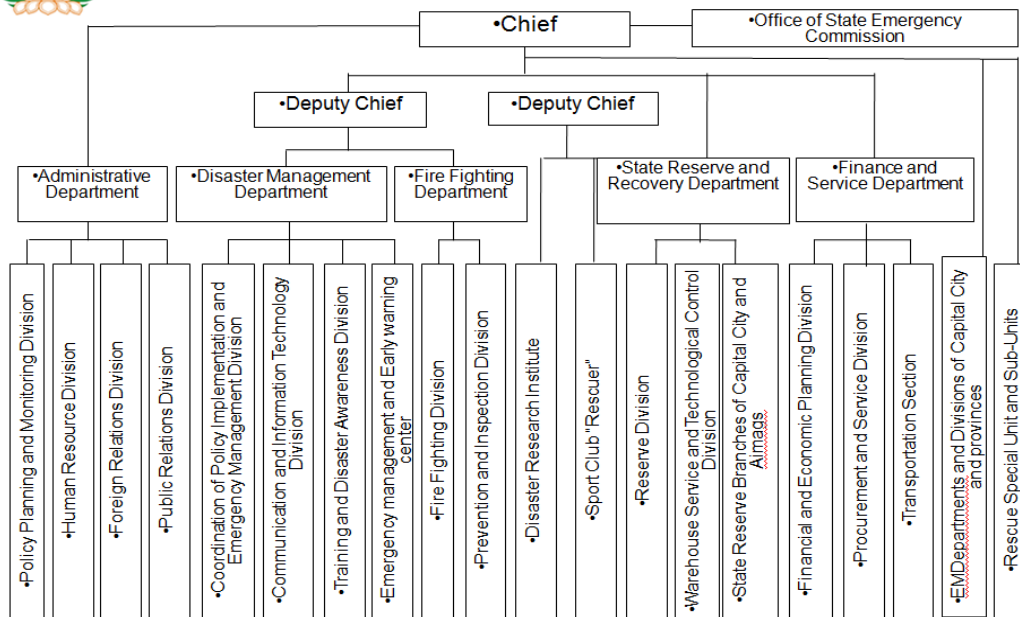 •Chief
•Office of State Emergency
Commission
•Deputy Chief
•Deputy Chief
•Administrative
Department
•Disaster Management
Department
•Fire Fighting
Department
•State Reserve and
Recovery Department
•Finance and
Service Department
•Policy Planning and Monitoring Division
•Human Resource Division
•Foreign Relations Division
•Public Relations Division
•Coordination of Policy Implementation and
Emergency Management Division
•Communication and Information Technology
Division
•Training and Disaster Awareness Division
•Emergency management and Early warning
center
•Fire Fighting Division
•Prevention and Inspection Division
•Disaster Research Institute
•Sport Club "Rescuer"
•Reserve Division
•Warehouse Service and Technological Control
Division
•State Reserve Branches of Capital City and
Aimags
•Financial and Economic Planning Division
•Procurement and Service Division
•Transportation Section
•EMDepartments and Divisions of Capital City
and provinces
•Rescue Special Unit and Sub-Units